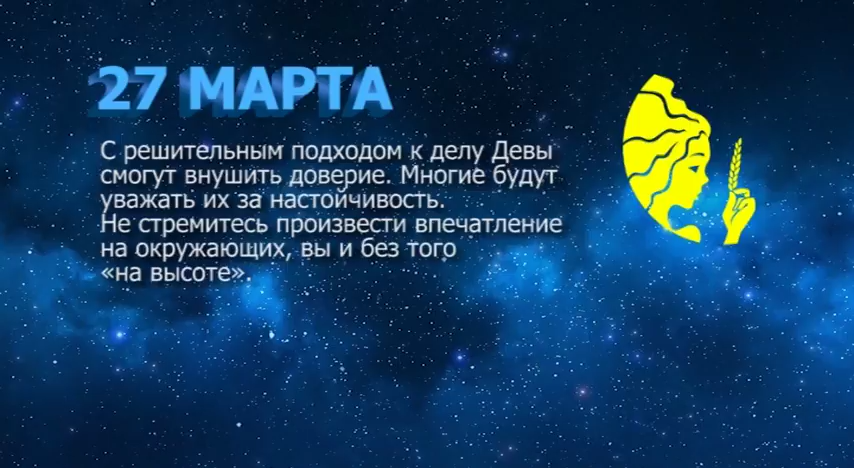 27 МАРТА
С решительным подходом к делу Девы
смогут внушить доверие. Многие будут
уважать их за настойчивость.
Не стремитесь произвести впечатление
на окружающих, вы и без того
«на высоте».